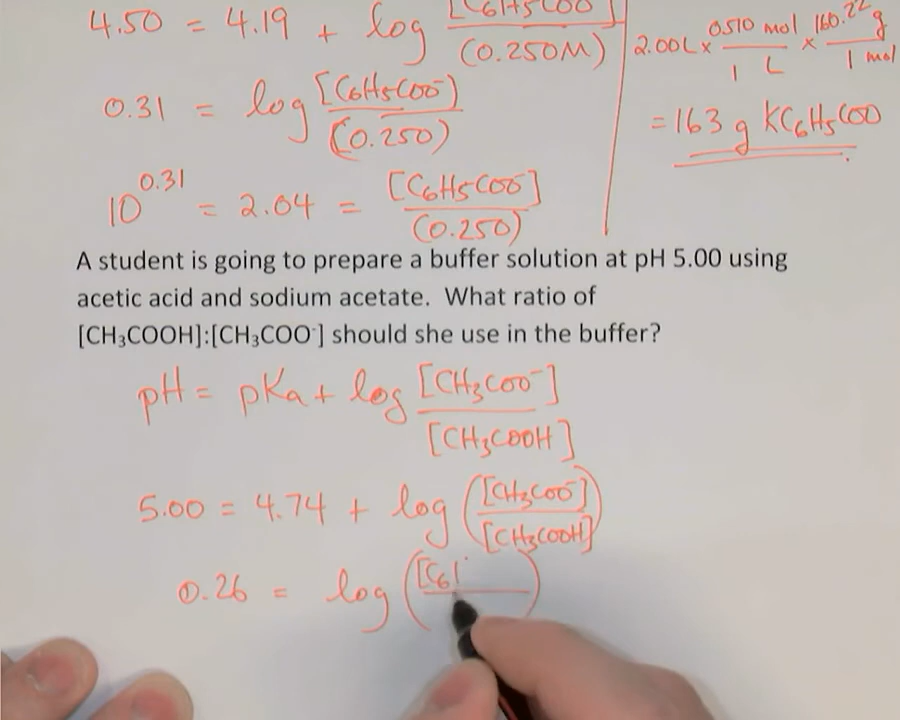 4.50 = 4.19 + log [C6H5COO] / (0.250M)
0.31 = log [C6H5COO⁻] / (0.250)
10^0.31 = 2.04 = [C6H5COO⁻] / (0.250)
2.00L × 0.510 mol / 1 L × 160.22 g / 1 mol
= 163 g KC6H5COO
A student is going to prepare a buffer solution at pH 5.00 using
acetic acid and sodium acetate. What ratio of
[CH₃COOH]:[CH₃COO⁻] should she use in the buffer?
pH = pKa + log [CH₃COO⁻] / [CH₃COOH]
5.00 = 4.74 + log ([CH₃COO⁻] / [CH₃COOH])
0.26 = log ([C6